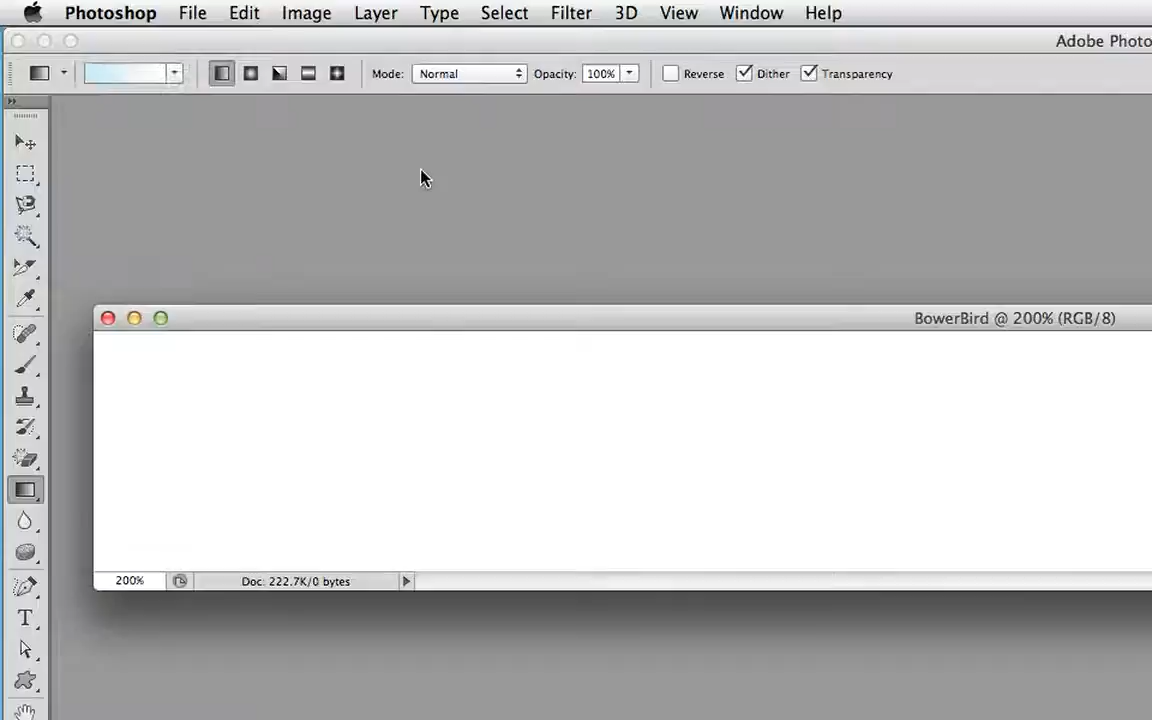 Photoshop File Edit Image Layer Type Select Filter 3D View Window Help
Adobe Photo
Mode: Normal Opacity: 100% Reverse Dither Transparency
BowerBird @ 200% (RGB/8)
200% Doc: 222.7K/0 bytes
T